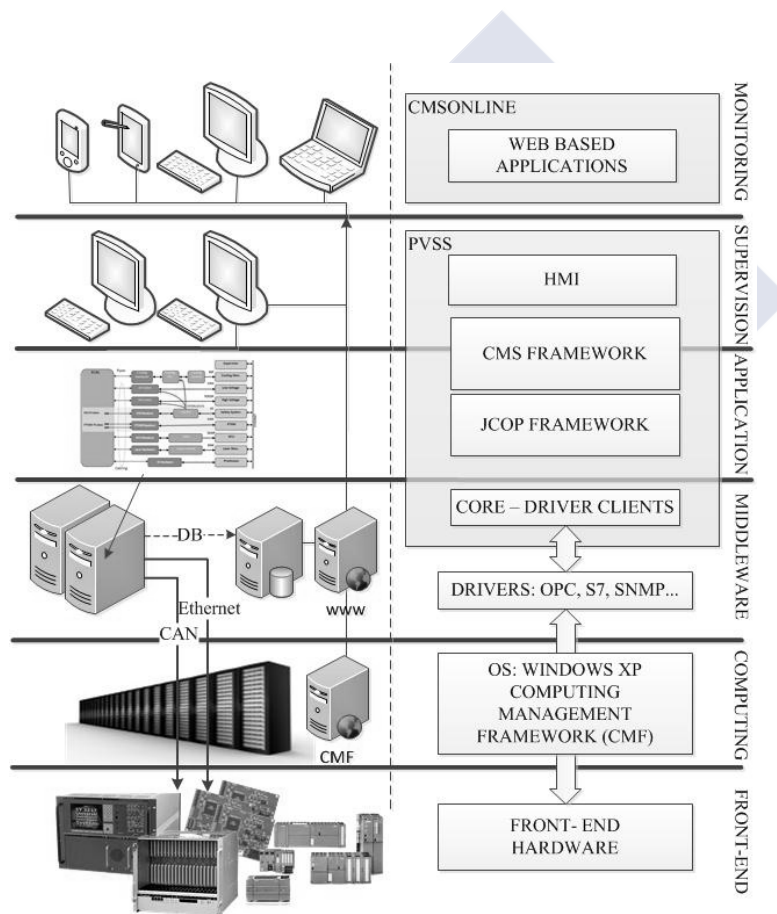 CMSONLINE
WEB BASED
APPLICATIONS
MONITORING
PVSS
HMI
SUPERVISION
CMS FRAMEWORK
JCOP FRAMEWORK
APPLICATION
CORE – DRIVER CLIENTS
DB
Ethernet
CAN
www
DRIVERS: OPC, S7, SNMP...
MIDDLEWARE
OS: WINDOWS XP
COMPUTING
MANAGEMENT
FRAMEWORK (CMF)
CMF
COMPUTING
FRONT- END
HARDWARE
FRONT-END